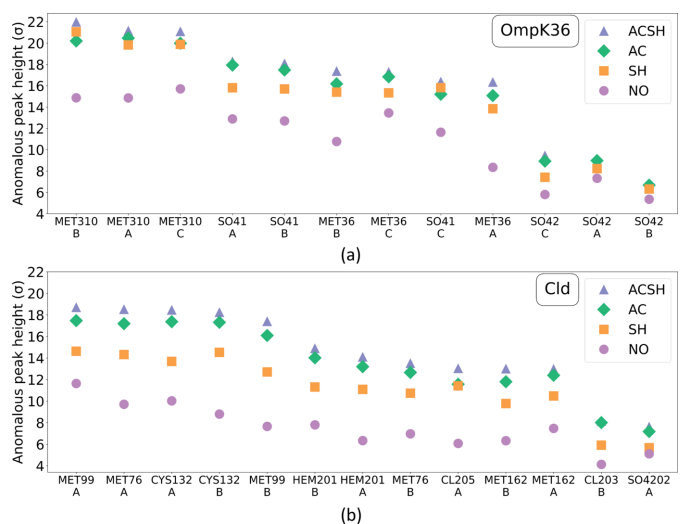 Anomalous peak height (σ)
22
20
18
16
14
12
10
8
6
4
OmpK36
ACSH
AC
SH
NO
MET310 MET310 MET310 SO41 SO41 MET36 MET36 SO41 MET36 SO42 SO42 SO42
B A C A B B C C A C A B
(a)
Anomalous peak height (σ)
22
20
18
16
14
12
10
8
6
4
Cld
ACSH
AC
SH
NO
MET99 MET76 CYS132 CYS132 MET99 HEM201 HEM201 MET76 CL205 MET162 MET162 CL203 SO4202
A A A B B B A B A B A B A
(b)